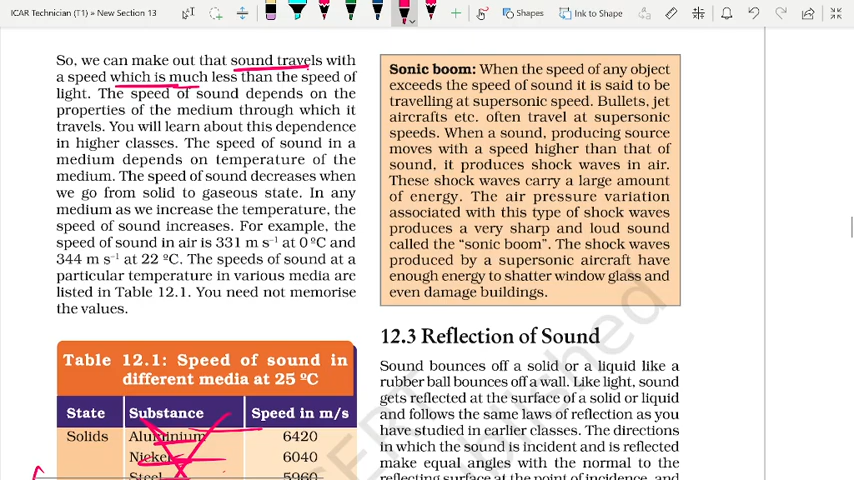 ICAR Technician (T1) » New Section 13
Shapes
Ink to Shape
So, we can make out that sound travels with
a speed which is much less than the speed of
light. The speed of sound depends on the
properties of the medium through which it
travels. You will learn about this dependence
in higher classes. The speed of sound in a
medium depends on temperature of the
medium. The speed of sound decreases when
we go from solid to gaseous state. In any
medium as we increase the temperature, the
speed of sound increases. For example, the
speed of sound in air is 331 m s⁻¹ at 0 ºC and
344 m s⁻¹ at 22 ºC. The speeds of sound at a
particular temperature in various media are
listed in Table 12.1. You need not memorise
the values.
Table 12.1: Speed of sound in
different media at 25 ºC
State Substance Speed in m/s
Solids Aluminium 6420
Nickel 6040
Steel 5960
Sonic boom: When the speed of any object
exceeds the speed of sound it is said to be
travelling at supersonic speed. Bullets, jet
aircrafts etc. often travel at supersonic
speeds. When a sound, producing source
moves with a speed higher than that of
sound, it produces shock waves in air.
These shock waves carry a large amount
of energy. The air pressure variation
associated with this type of shock waves
produces a very sharp and loud sound
called the “sonic boom”. The shock waves
produced by a supersonic aircraft have
enough energy to shatter window glass and
even damage buildings.
12.3 Reflection of Sound
Sound bounces off a solid or a liquid like a
rubber ball bounces off a wall. Like light, sound
gets reflected at the surface of a solid or liquid
and follows the same laws of reflection as you
have studied in earlier classes. The directions
in which the sound is incident and is reflected
make equal angles with the normal to the
reflecting surface at the point of incidence, and